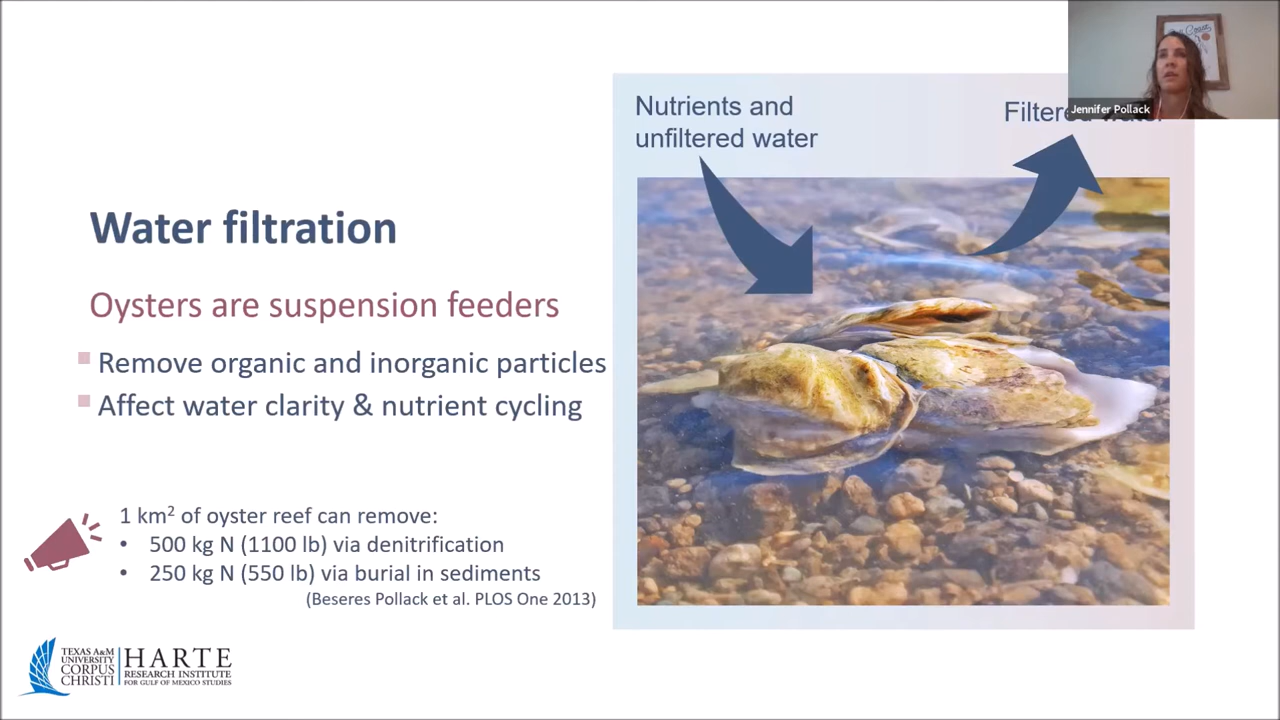 Nutrients and
unfiltered water
Jennifer Pollack
Water filtration
Oysters are suspension feeders
Remove organic and inorganic particles
Affect water clarity & nutrient cycling
1 km² of oyster reef can remove:
• 500 kg N (1100 lb) via denitrification
• 250 kg N (550 lb) via burial in sediments
(Beseres Pollack et al. PLOS One 2013)
TEXAS A&M
UNIVERSITY
CORPUS
CHRISTI
HARTE
RESEARCH INSTITUTE
FOR GULF OF MEXICO STUDIES